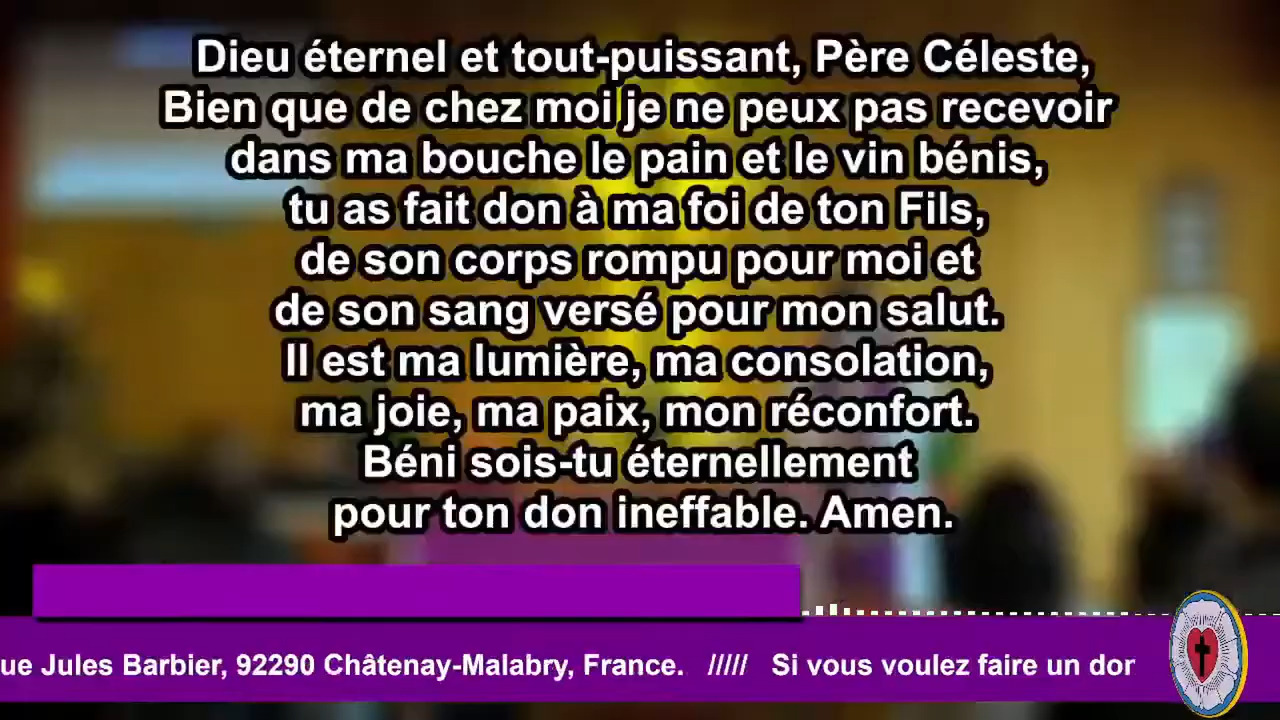 Dieu éternel et tout-puissant, Père Céleste,
Bien que de chez moi je ne peux pas recevoir
dans ma bouche le pain et le vin bénis,
tu as fait don à ma foi de ton Fils,
de son corps rompu pour moi et
de son sang versé pour mon salut.
Il est ma lumière, ma consolation,
ma joie, ma paix, mon réconfort.
Béni sois-tu éternellement
pour ton don ineffable. Amen.
ue Jules Barbier, 92290 Châtenay-Malabry, France. ///// Si vous voulez faire un dor